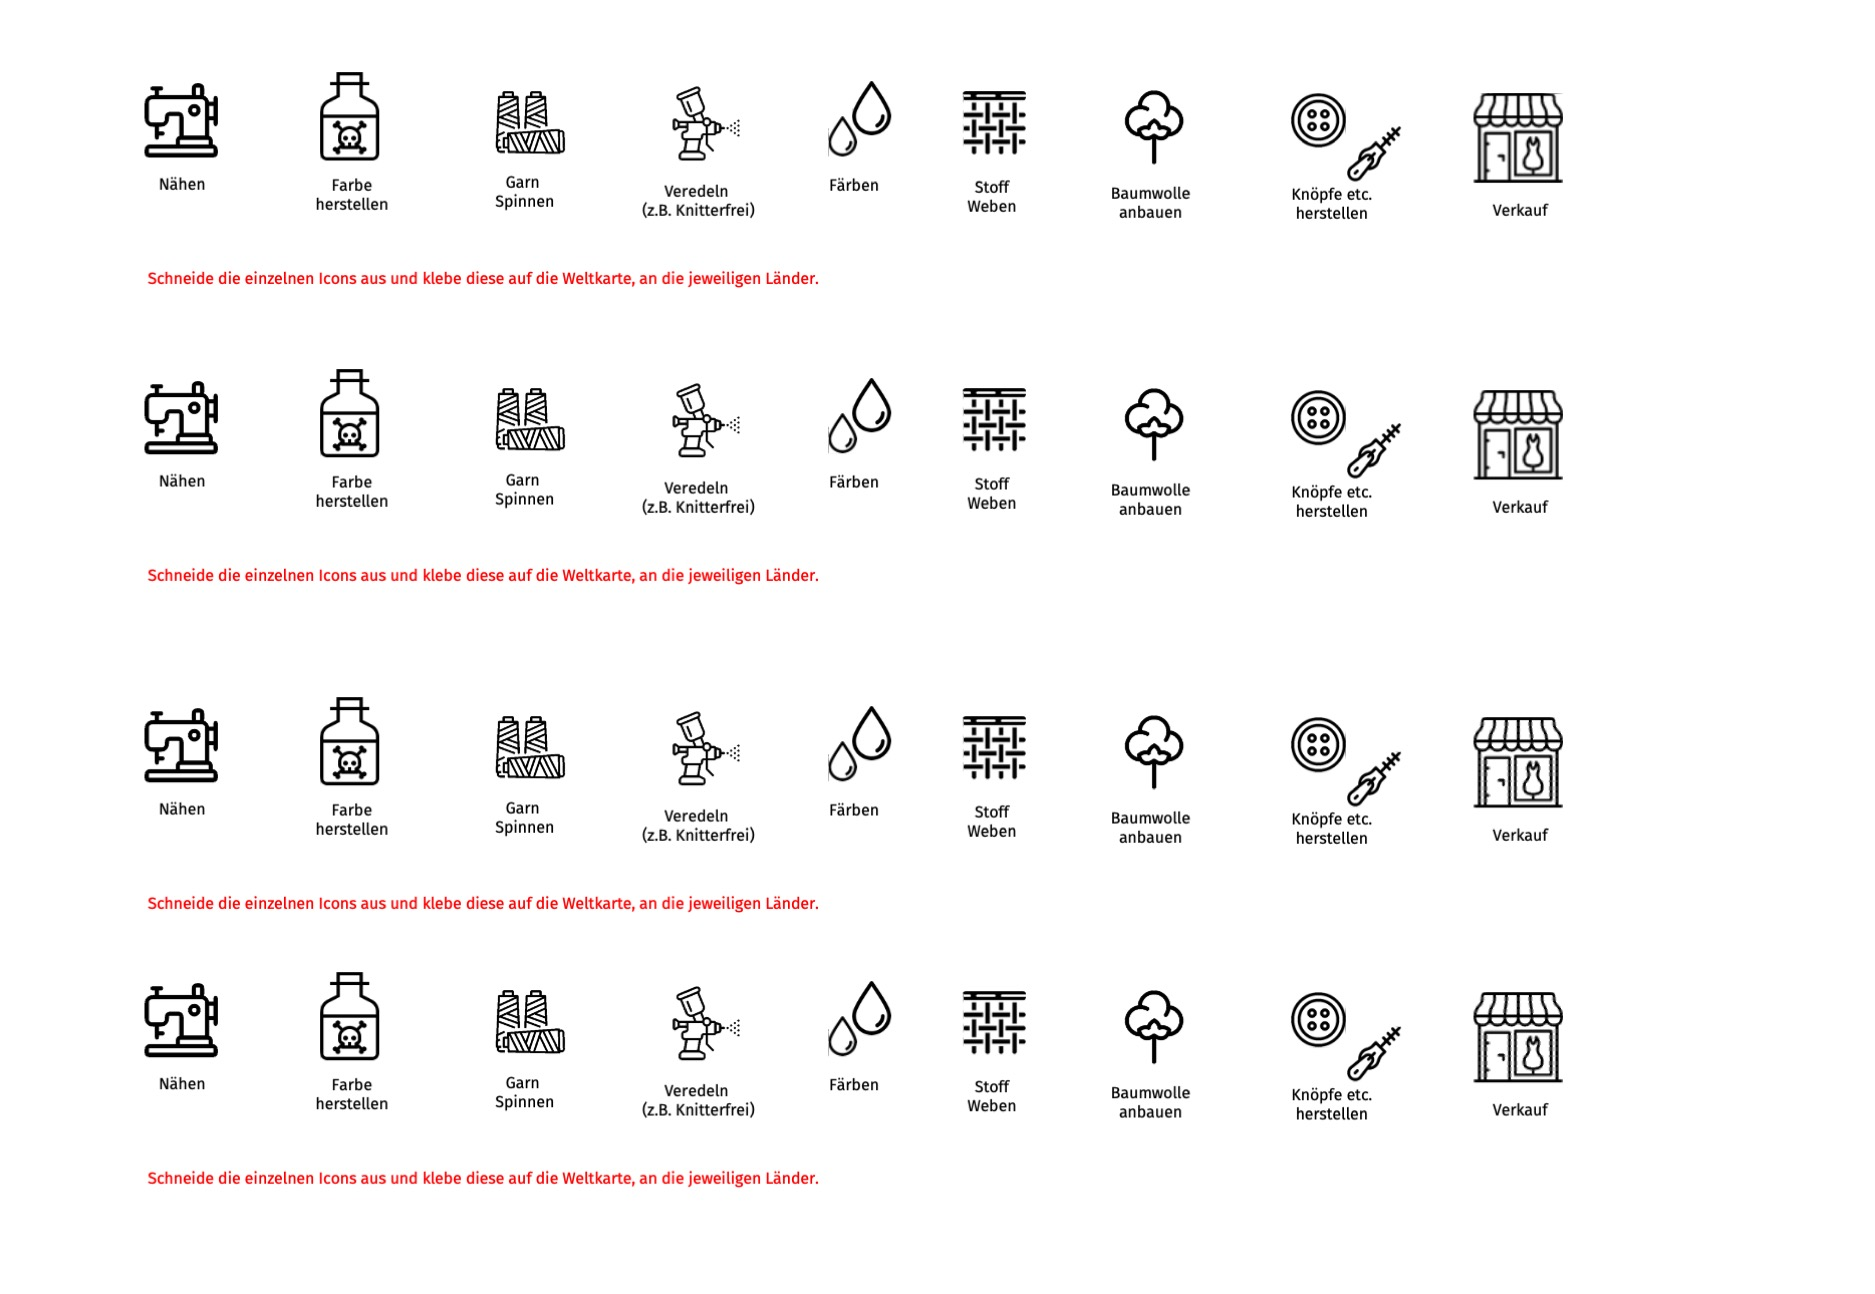 Nähen
Farbe
herstellen
Garn
Spinnen
Veredeln
(z.B. Knitterfrei)
Färben
Stoff
Weben
Baumwolle
anbauen
Knöpfe etc.
herstellen
Verkauf
Schneide die einzelnen Icons aus und klebe diese auf die Weltkarte, an die jeweiligen Länder.
Nähen
Farbe
herstellen
Garn
Spinnen
Veredeln
(z.B. Knitterfrei)
Färben
Stoff
Weben
Baumwolle
anbauen
Knöpfe etc.
herstellen
Verkauf
Schneide die einzelnen Icons aus und klebe diese auf die Weltkarte, an die jeweiligen Länder.
Nähen
Farbe
herstellen
Garn
Spinnen
Veredeln
(z.B. Knitterfrei)
Färben
Stoff
Weben
Baumwolle
anbauen
Knöpfe etc.
herstellen
Verkauf
Schneide die einzelnen Icons aus und klebe diese auf die Weltkarte, an die jeweiligen Länder.
Nähen
Farbe
herstellen
Garn
Spinnen
Veredeln
(z.B. Knitterfrei)
Färben
Stoff
Weben
Baumwolle
anbauen
Knöpfe etc.
herstellen
Verkauf
Schneide die einzelnen Icons aus und klebe diese auf die Weltkarte, an die jeweiligen Länder.